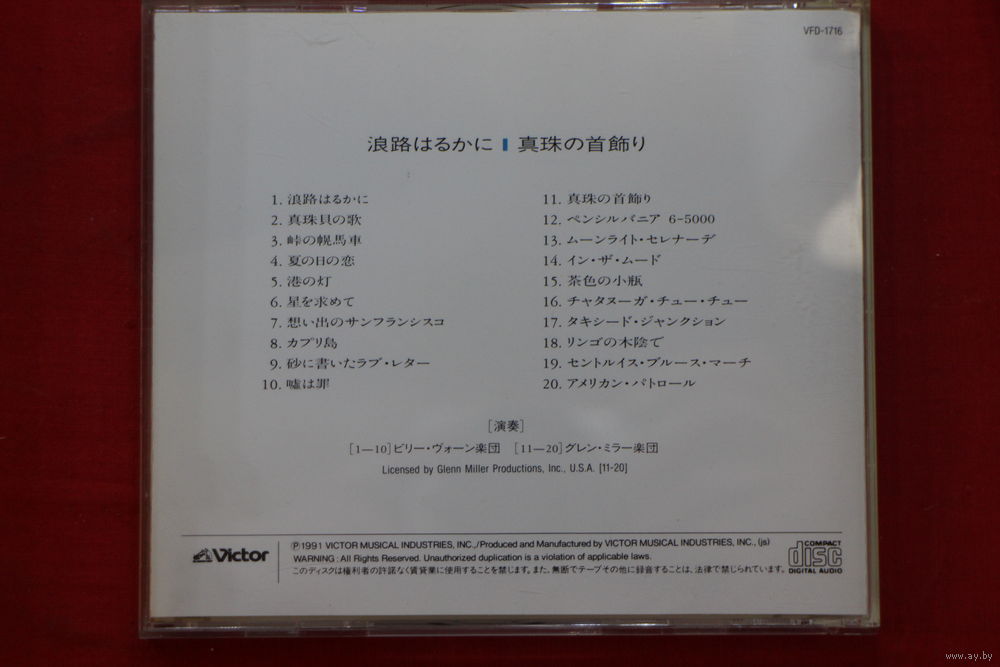 VFD-1716
浪路はるかに 真珠の首飾り
1. 浪路はるかに
2. 真珠貝の歌
3. 峠の幌馬車
4. 夏の日の恋
5. 港の灯
6. 星を求めて
7. 想い出のサンフランシスコ
8. カプリ島
9. 砂に書いたラブ・レター
10. 嘘は罪
11. 真珠の首飾り
12. ペンシルバニア 6-5000
13. ムーンライト・セレナーデ
14. イン・ザ・ムード
15. 茶色の小瓶
16. チャタヌーガ・チュー・チュー
17. タキシード・ジャンクション
18. リンゴの木陰で
19. セントルイス・ブルース・マーチ
20. アメリカン・パトロール
[演奏]
[1—10]ビリー・ヴォーン楽団 [11—20]グレン・ミラー楽団
Licensed by Glenn Miller Productions, Inc., U.S.A. [11-20]
Victor
Ⓟ1991 VICTOR MUSICAL INDUSTRIES, INC.,/Produced and Manufactured by VICTOR MUSICAL INDUSTRIES, INC., (js)
WARNING : All Rights Reserved. Unauthorized duplication is a violation of applicable laws.
このディスクは権利者の許諾なく賃貸業に使用することを禁じます。また、無断でテープその他に録音することは、法律で禁じられています。
COMPACT
disc
DIGITAL AUDIO
www.ay.by